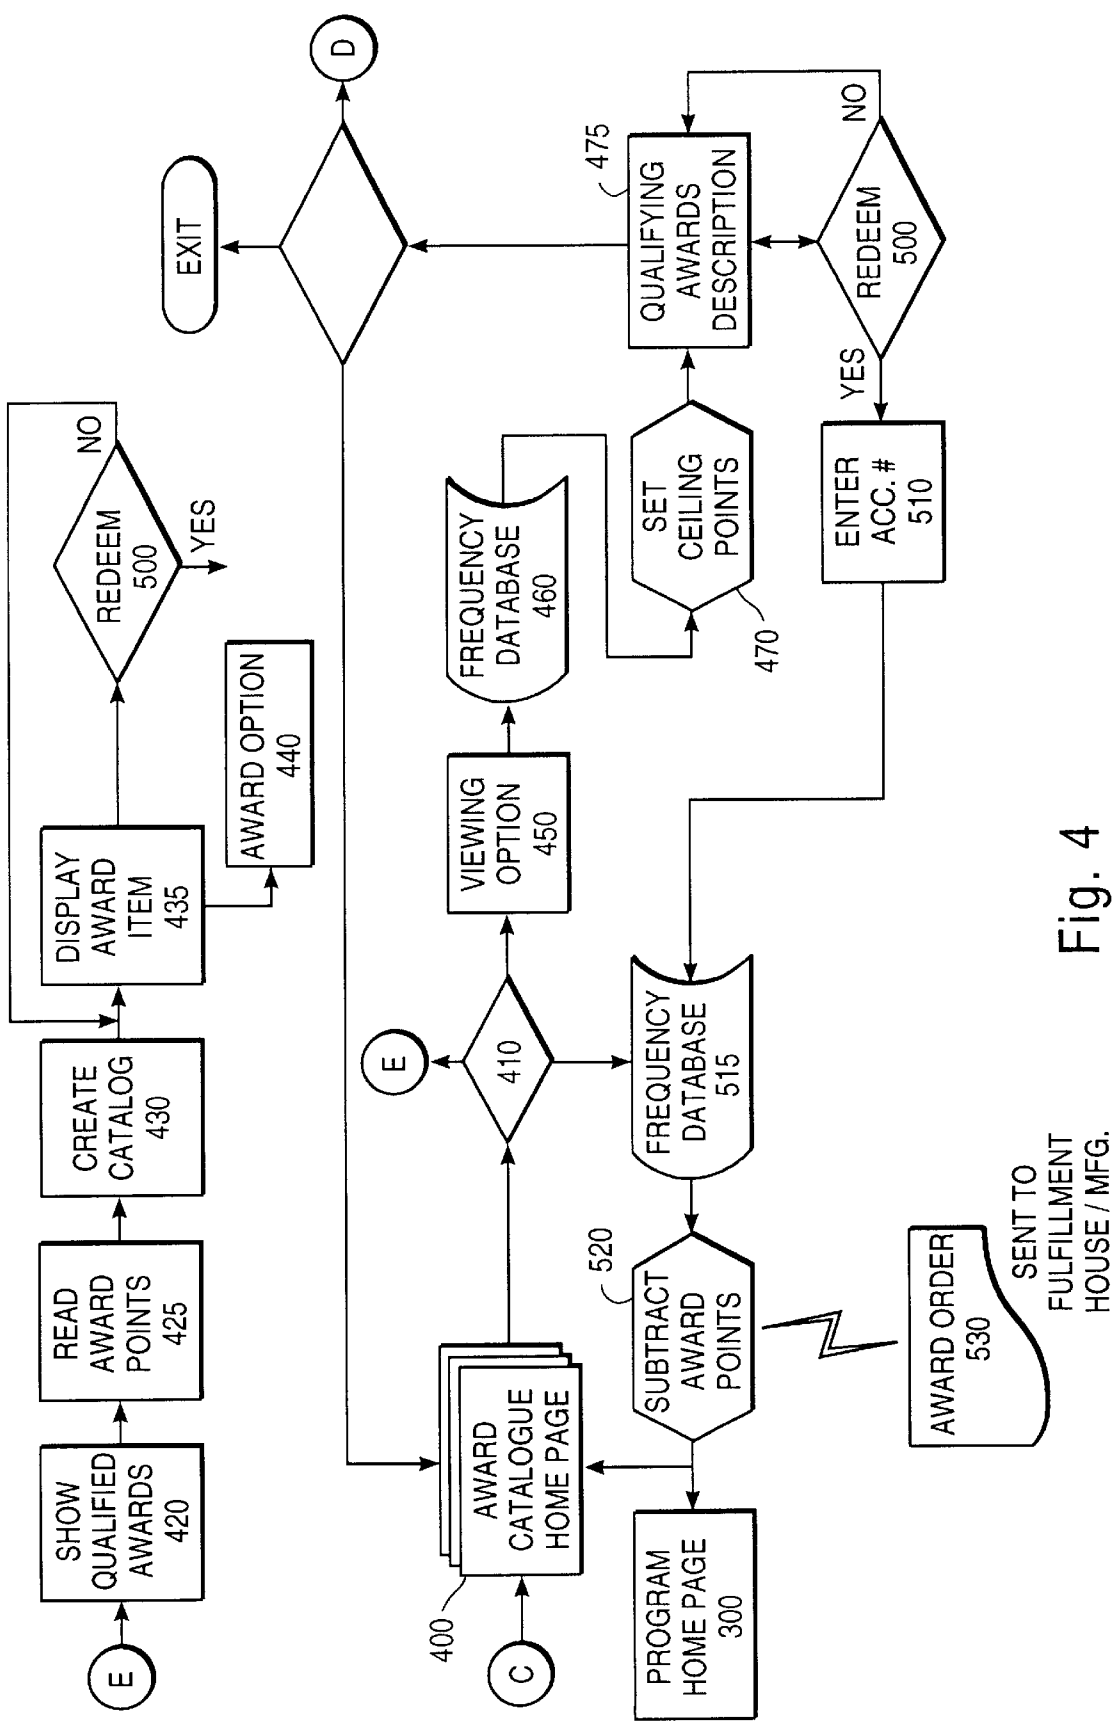 E
SHOW
QUALIFIED
AWARDS
420
READ
AWARD
POINTS
425
CREATE
CATALOG
430
DISPLAY
AWARD
ITEM
435
REDEEM
500
NO
YES
AWARD OPTION
440
EXIT
D
C
400
AWARD
CATALOGUE
HOME PAGE
E
410
VIEWING
OPTION
450
FREQUENCY
DATABASE
460
SET
CEILING
POINTS
470
QUALIFYING
AWARDS
DESCRIPTION
475
PROGRAM
HOME PAGE
300
SUBTRACT
AWARD
POINTS
520
FREQUENCY
DATABASE
515
ENTER
ACC. #
510
YES
REDEEM
500
NO
AWARD ORDER
530
SENT TO
FULFILLMENT
HOUSE / MFG.
Fig. 4